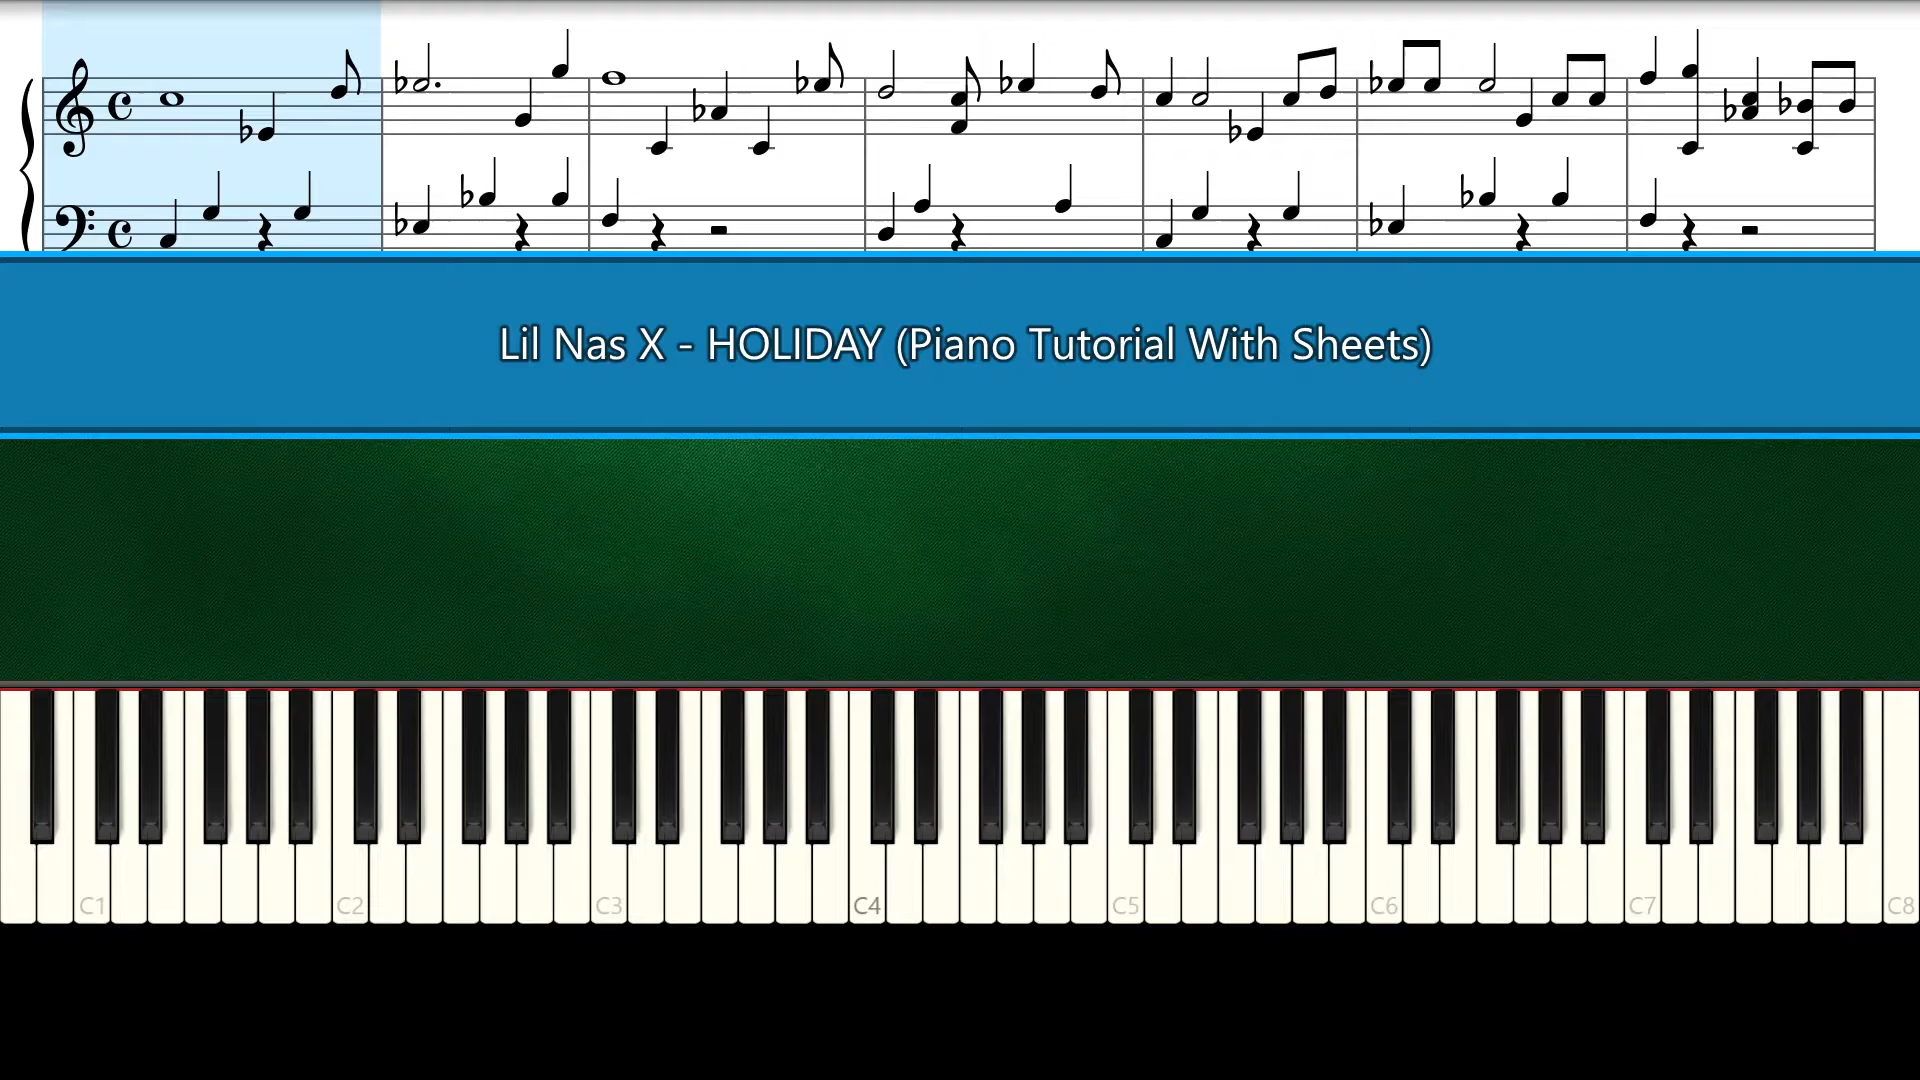 Lil Nas X - HOLIDAY (Piano Tutorial With Sheets)
C1 C2 C3 C4 C5 C6 C7 C8